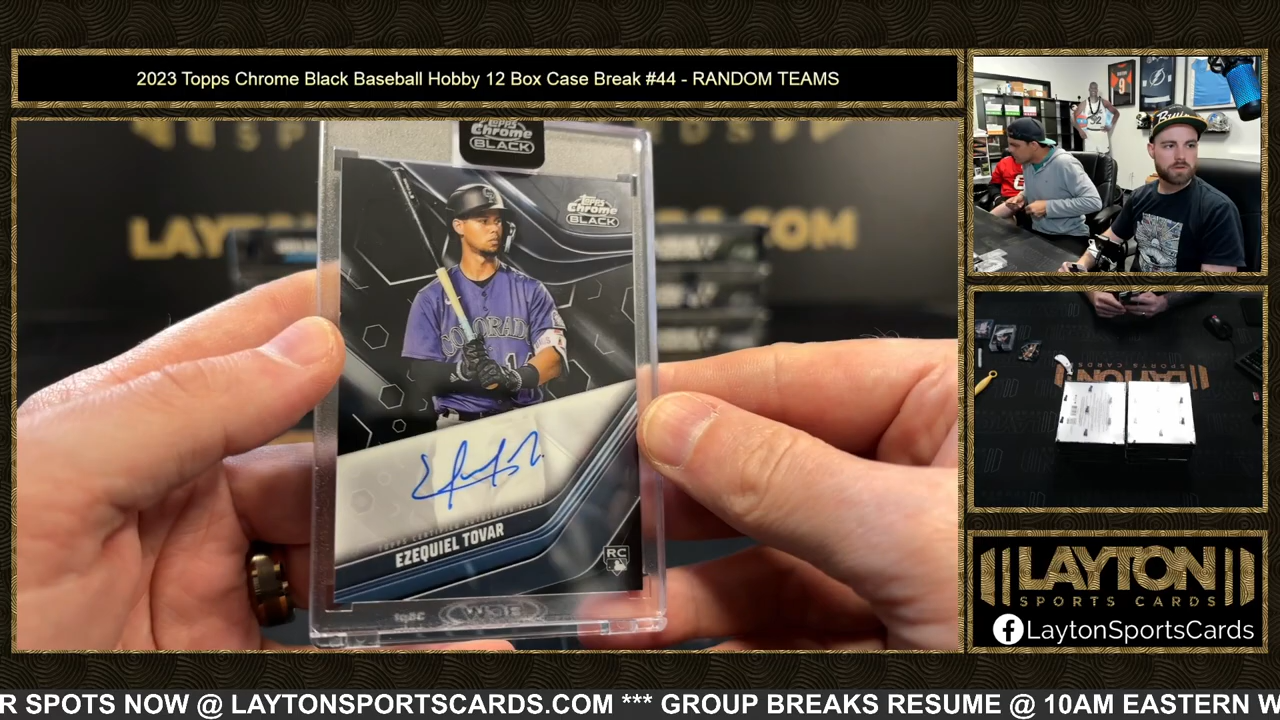 2023 Topps Chrome Black Baseball Hobby 12 Box Case Break #44 - RANDOM TEAMS
Topps
Chrome
BLACK
Topps
Chrome
BLACK
COLORADO
EZEQUIEL TOVAR
RC
LAYTON
LAYTON
SPORTS CARDS
LaytonSportsCards
R SPOTS NOW @ LAYTONSPORTSCARDS.COM *** GROUP BREAKS RESUME @ 10AM EASTERN W